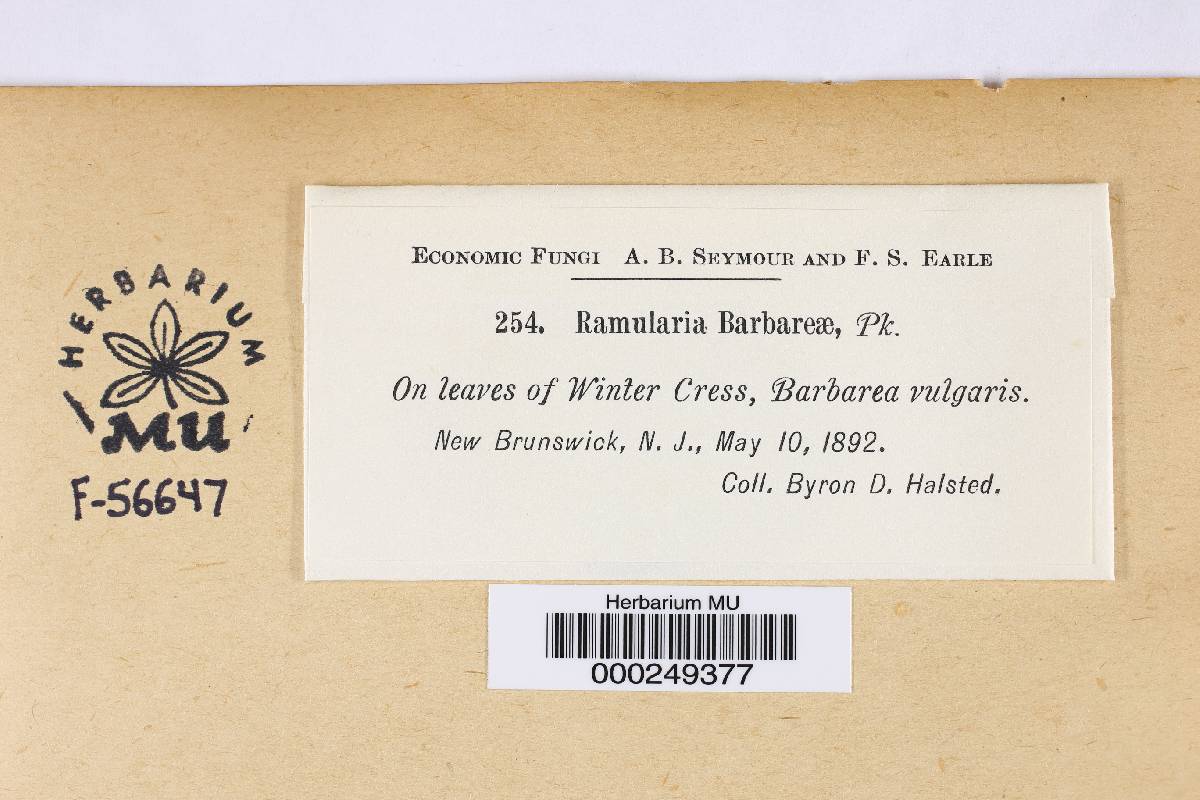 HERBARIUM
MU
F-56647
ECONOMIC FUNGI A. B. SEYMOUR AND F. S. EARLE
254. Ramularia Barbareæ, Pk.
On leaves of Winter Cress, Barbarea vulgaris.
New Brunswick, N. J., May 10, 1892.
Coll. Byron D. Halsted.
Herbarium MU
000249377